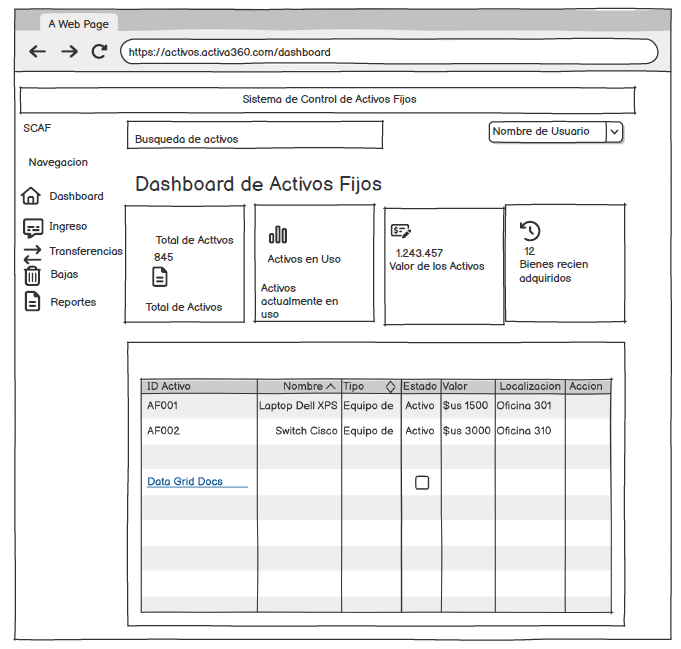 A Web Page
https://activos.activa360.com/dashboard
Sistema de Control de Activos Fijos
SCAF
Busqueda de activos
Nombre de Usuario
Navegacion
Dashboard
Ingreso
Transferencias
Bajas
Reportes
Dashboard de Activos Fijos
Total de Acttvos
845
Total de Activos
Activos en Uso
Activos
actualmente en
uso
1.243.457
Valor de los Activos
12
Bienes recien
adquiridos
ID Activo Nombre Tipo Estado Valor Localizacion Accion
AF001 Laptop Dell XPS Equipo de Activo $us 1500 Oficina 301
AF002 Switch Cisco Equipo de Activo $us 3000 Oficina 310
Data Grid Docs